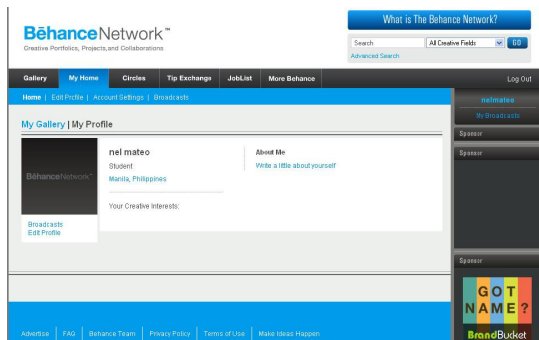 What is The Behance Network?
BēhanceNetwork™
Creative Portfolios, Projects,and Collaborations
Search All Creative Fields GO
Advanced Search
Gallery My Home Circles Tip Exchange JobList More Behance Log Out
Home | Edit Profile | Account Settings | Broadcasts
nelmateo
My Broadcasts
Sponsor
My Gallery | My Profile
nel mateo
About Me
Sponsor
Student
Write a little about yourself
Manila, Philippines
BēhanceNetwork™
Your Creative Interests:
Broadcasts
Edit Profile
Sponsor
GOT
NAME?
BrandBucket
Advertise | FAQ | Behance Team | Privacy Policy | Terms of Use | Make Ideas Happen